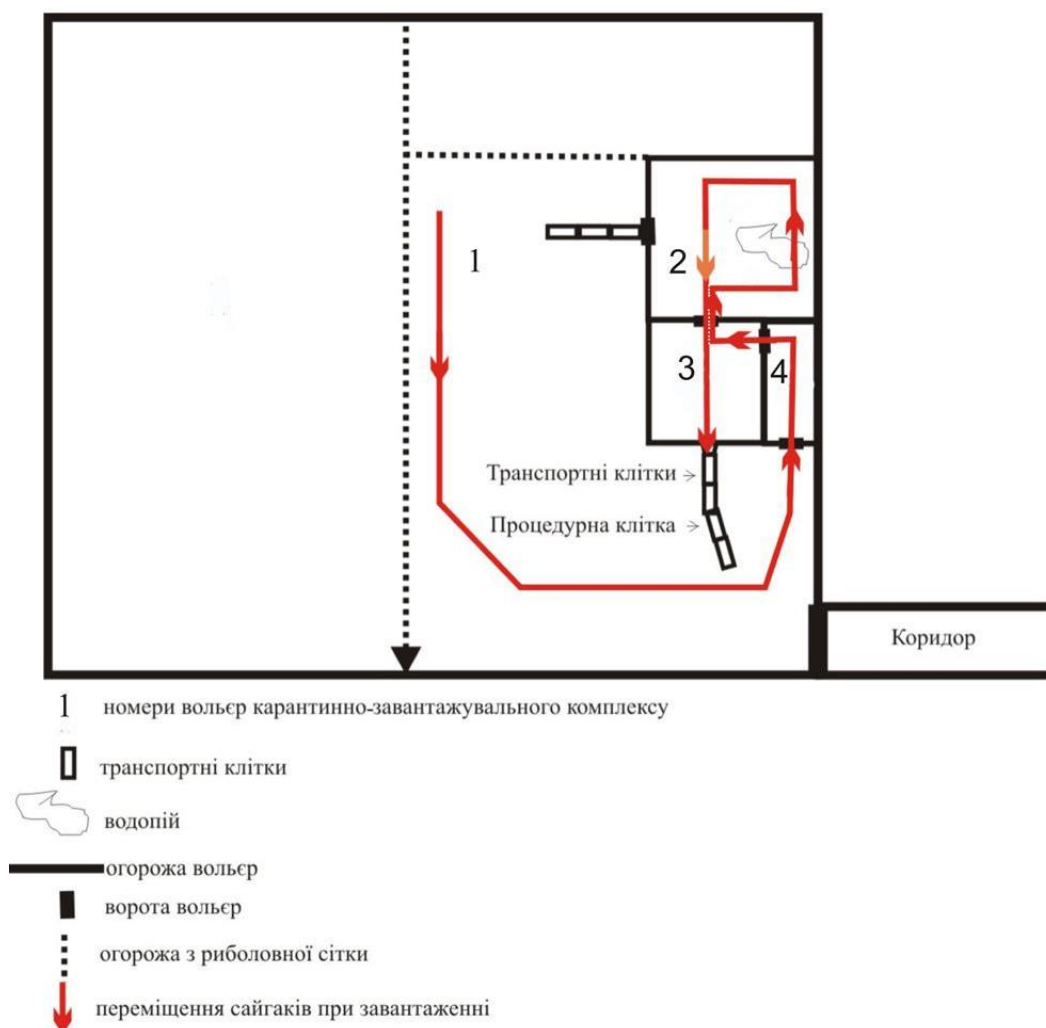 1
2
3
4
Транспортні клітки
Процедурна клітка
Коридор
1 номери вольєр карантинно-завантажувального комплексу
транспортні клітки
водопій
огорожа вольєр
ворота вольєр
огорожа з риболовної сітки
переміщення сайгаків при завантаженні